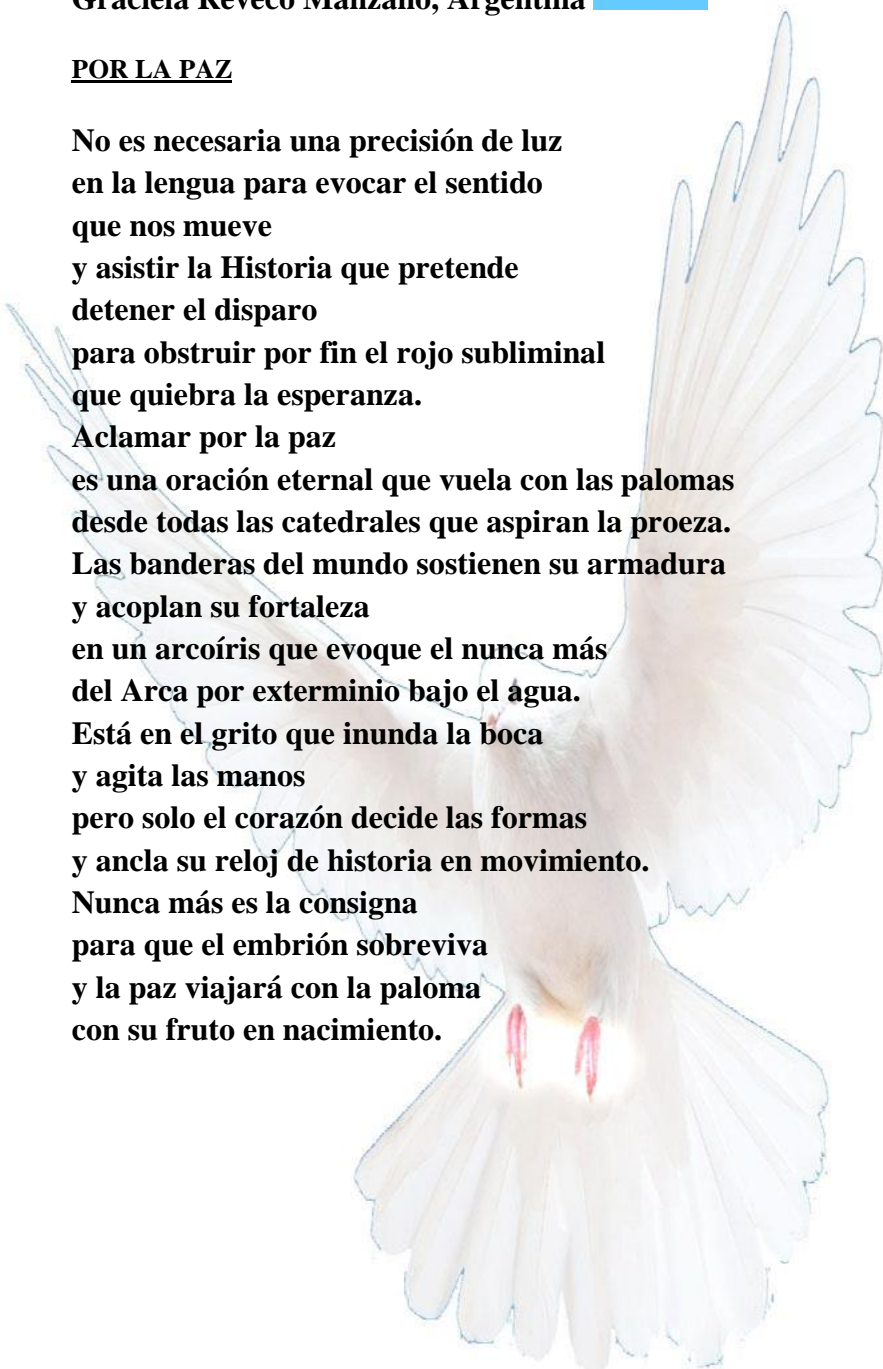 Graciela Reveco Manzano, Argentina
POR LA PAZ
No es necesaria una precisión de luz
en la lengua para evocar el sentido
que nos mueve
y asistir la Historia que pretende
detener el disparo
para obstruir por fin el rojo subliminal
que quiebra la esperanza.
Aclamar por la paz
es una oración eternal que vuela con las palomas
desde todas las catedrales que aspiran la proeza.
Las banderas del mundo sostienen su armadura
y acoplan su fortaleza
en un arcoíris que evoque el nunca más
del Arca por exterminio bajo el agua.
Está en el grito que inunda la boca
y agita las manos
pero solo el corazón decide las formas
y ancla su reloj de historia en movimiento.
Nunca más es la consigna
para que el embrión sobreviva
y la paz viajará con la paloma
con su fruto en nacimiento.